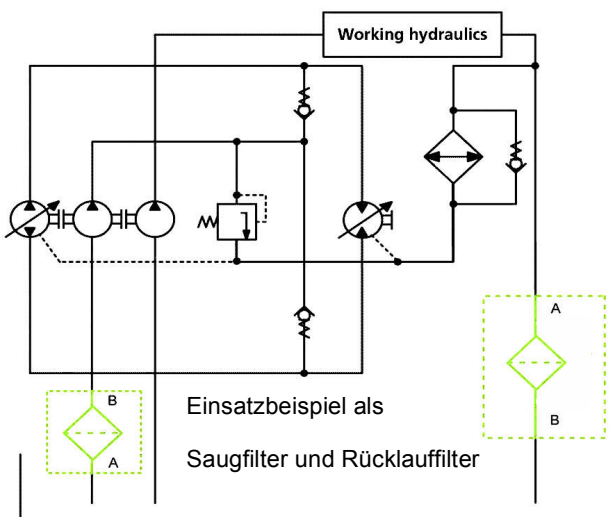 Working hydraulics
A
B
B
Einsatzbeispiel als
A
Saugfilter und Rücklauffilter